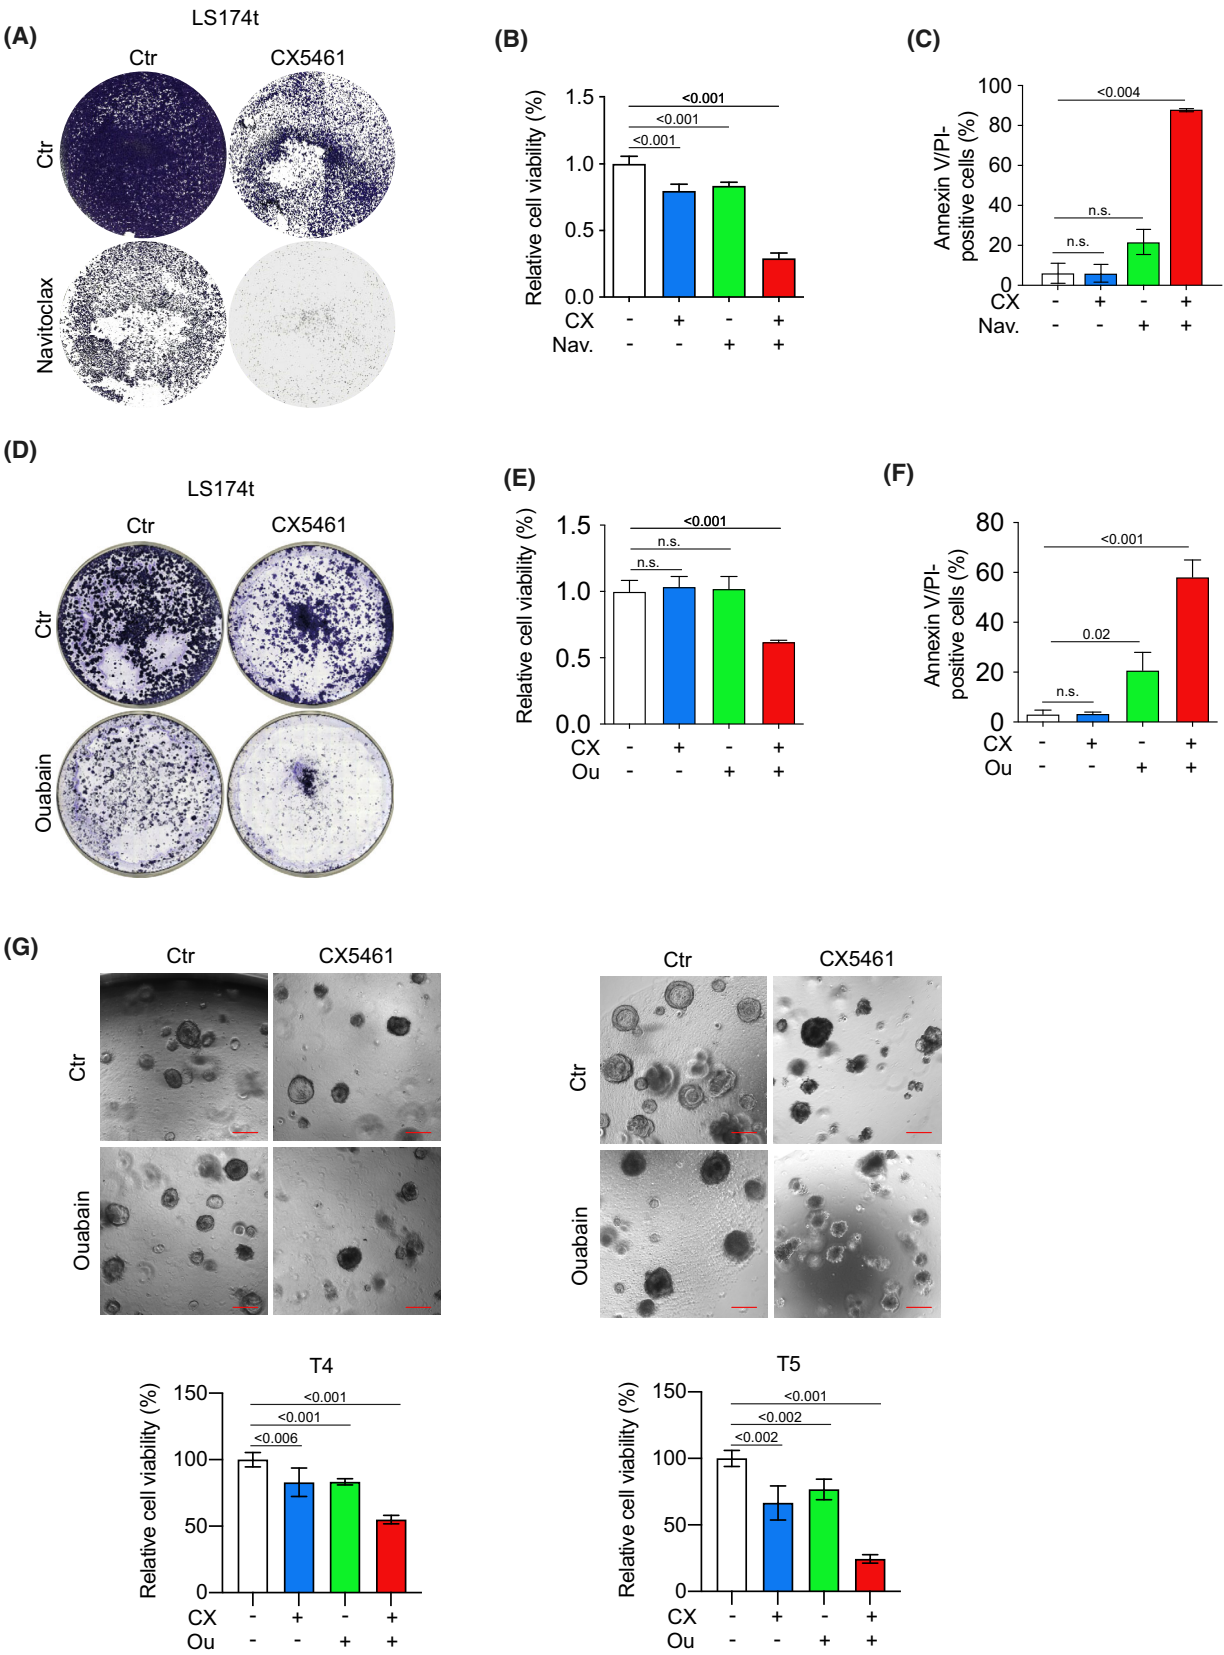 (A)
LS174t
Ctr
CX5461
Ctr
Navitoclax
(B)
Relative cell viability (%)
1.5
1.0
0.5
0.0
<0.001
<0.001
<0.001
CX - + - +
Nav. - - + +
(C)
Annexin V/PI-
positive cells (%)
100
80
60
40
20
0
<0.004
n.s.
n.s.
CX - + - +
Nav. - - + +
(D)
LS174t
Ctr
CX5461
Ctr
Ouabain
(E)
Relative cell viability (%)
1.5
1.0
0.5
0.0
<0.001
n.s.
n.s.
CX - + - +
Ou - - + +
(F)
Annexin V/PI-
positive cells (%)
80
60
40
20
0
<0.001
0.02
n.s.
CX - + - +
Ou - - + +
(G)
Ctr
CX5461
Ctr
Ouabain
Ctr
CX5461
Ctr
Ouabain
T4
Relative cell viability (%)
150
100
50
0
<0.001
<0.001
<0.006
CX - + - +
Ou - - + +
T5
Relative cell viability (%)
150
100
50
0
<0.001
<0.002
<0.002
CX - + - +
Ou - - + +